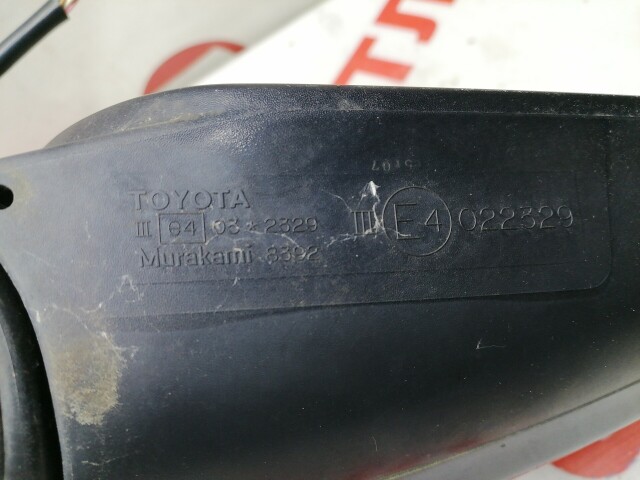 TOYOTA
III e4 03*2329
Murakami 8392
III E4 022329